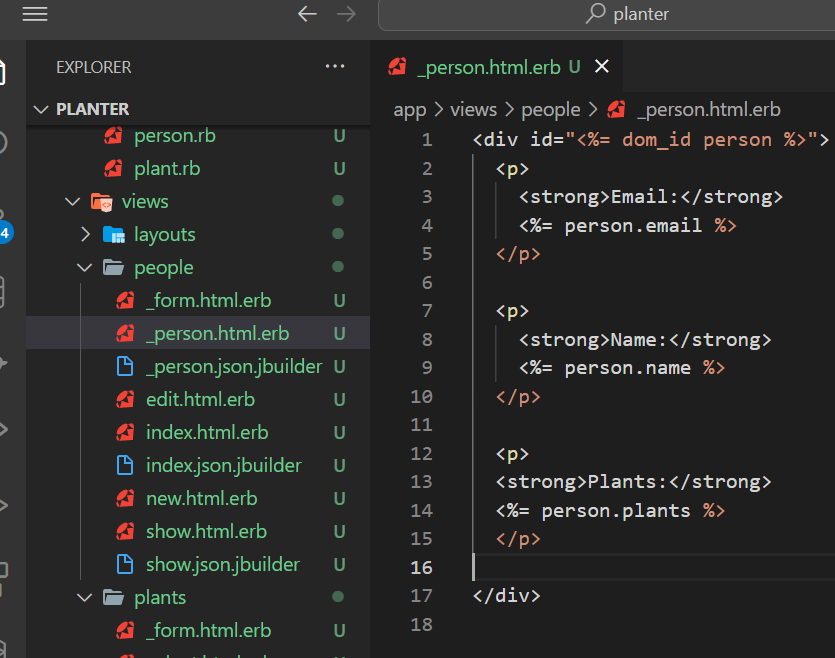 planter
EXPLORER ...
PLANTER
person.rb U
plant.rb U
views
layouts
people
_form.html.erb U
_person.html.erb U
_person.json.jbuilder U
edit.html.erb U
index.html.erb U
index.json.jbuilder U
new.html.erb U
show.html.erb U
show.json.jbuilder U
plants
_form.html.erb U
4
_person.html.erb U
app > views > people > _person.html.erb
1 <div id="<%= dom_id person %>">
2 <p>
3 <strong>Email:</strong>
4 <%= person.email %>
5 </p>
6
7 <p>
8 <strong>Name:</strong>
9 <%= person.name %>
10 </p>
11
12 <p>
13 <strong>Plants:</strong>
14 <%= person.plants %>
15 </p>
16
17 </div>
18